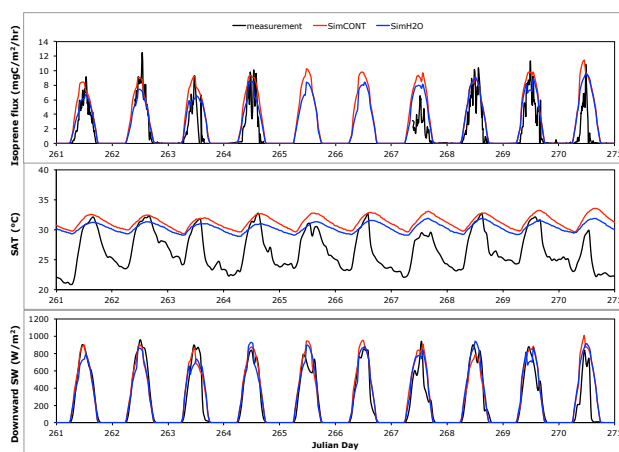 measurement SimCONT SimH2O
Isoprene flux (mgC/m²/hr)
14
12
10
8
6
4
2
0
261 262 263 264 265 266 267 268 269 270 271
SAT (°C)
40
35
30
25
20
261 262 263 264 265 266 267 268 269 270 271
Downward SW (W/m²)
1200
1000
800
600
400
200
0
261 262 263 264 265 266 267 268 269 270 271
Julian Day